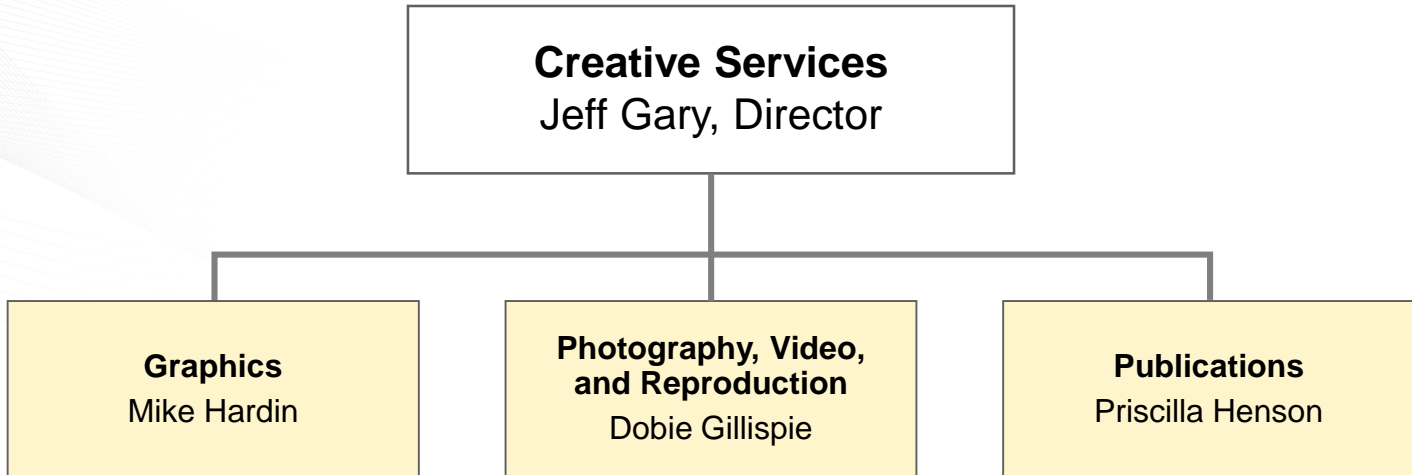 Creative Services
Jeff Gary, Director
Graphics
Mike Hardin
Photography, Video,
and Reproduction
Dobie Gillispie
Publications
Priscilla Henson